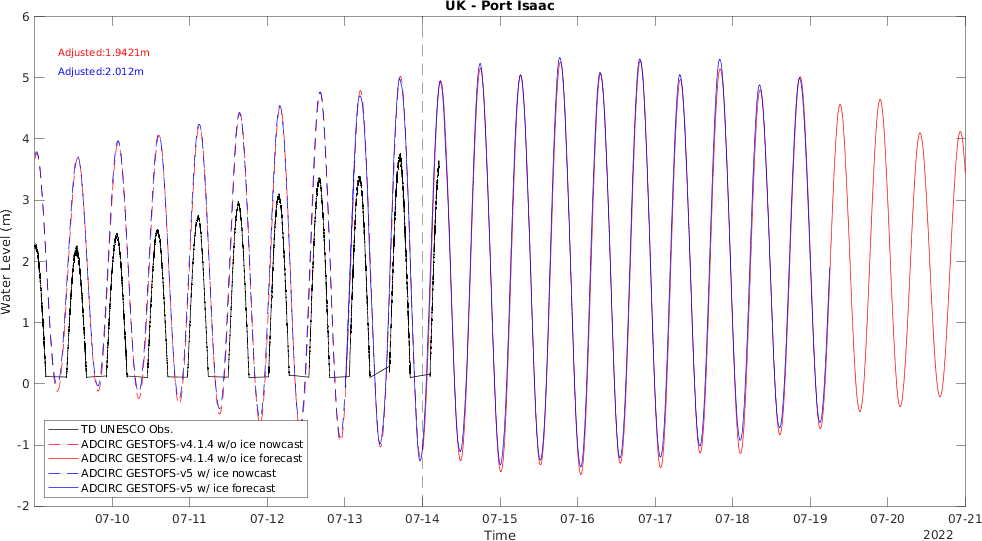 UK - Port Isaac
6
5
4
3
2
1
0
-1
-2
Water Level (m)
Adjusted:1.9421m
Adjusted:2.012m
TD UNESCO Obs.
ADCIRC GESTOFS-v4.1.4 w/o ice nowcast
ADCIRC GESTOFS-v4.1.4 w/o ice forecast
ADCIRC GESTOFS-v5 w/ ice nowcast
ADCIRC GESTOFS-v5 w/ ice forecast
07-10 07-11 07-12 07-13 07-14 07-15 07-16 07-17 07-18 07-19 07-20 07-21
Time
2022